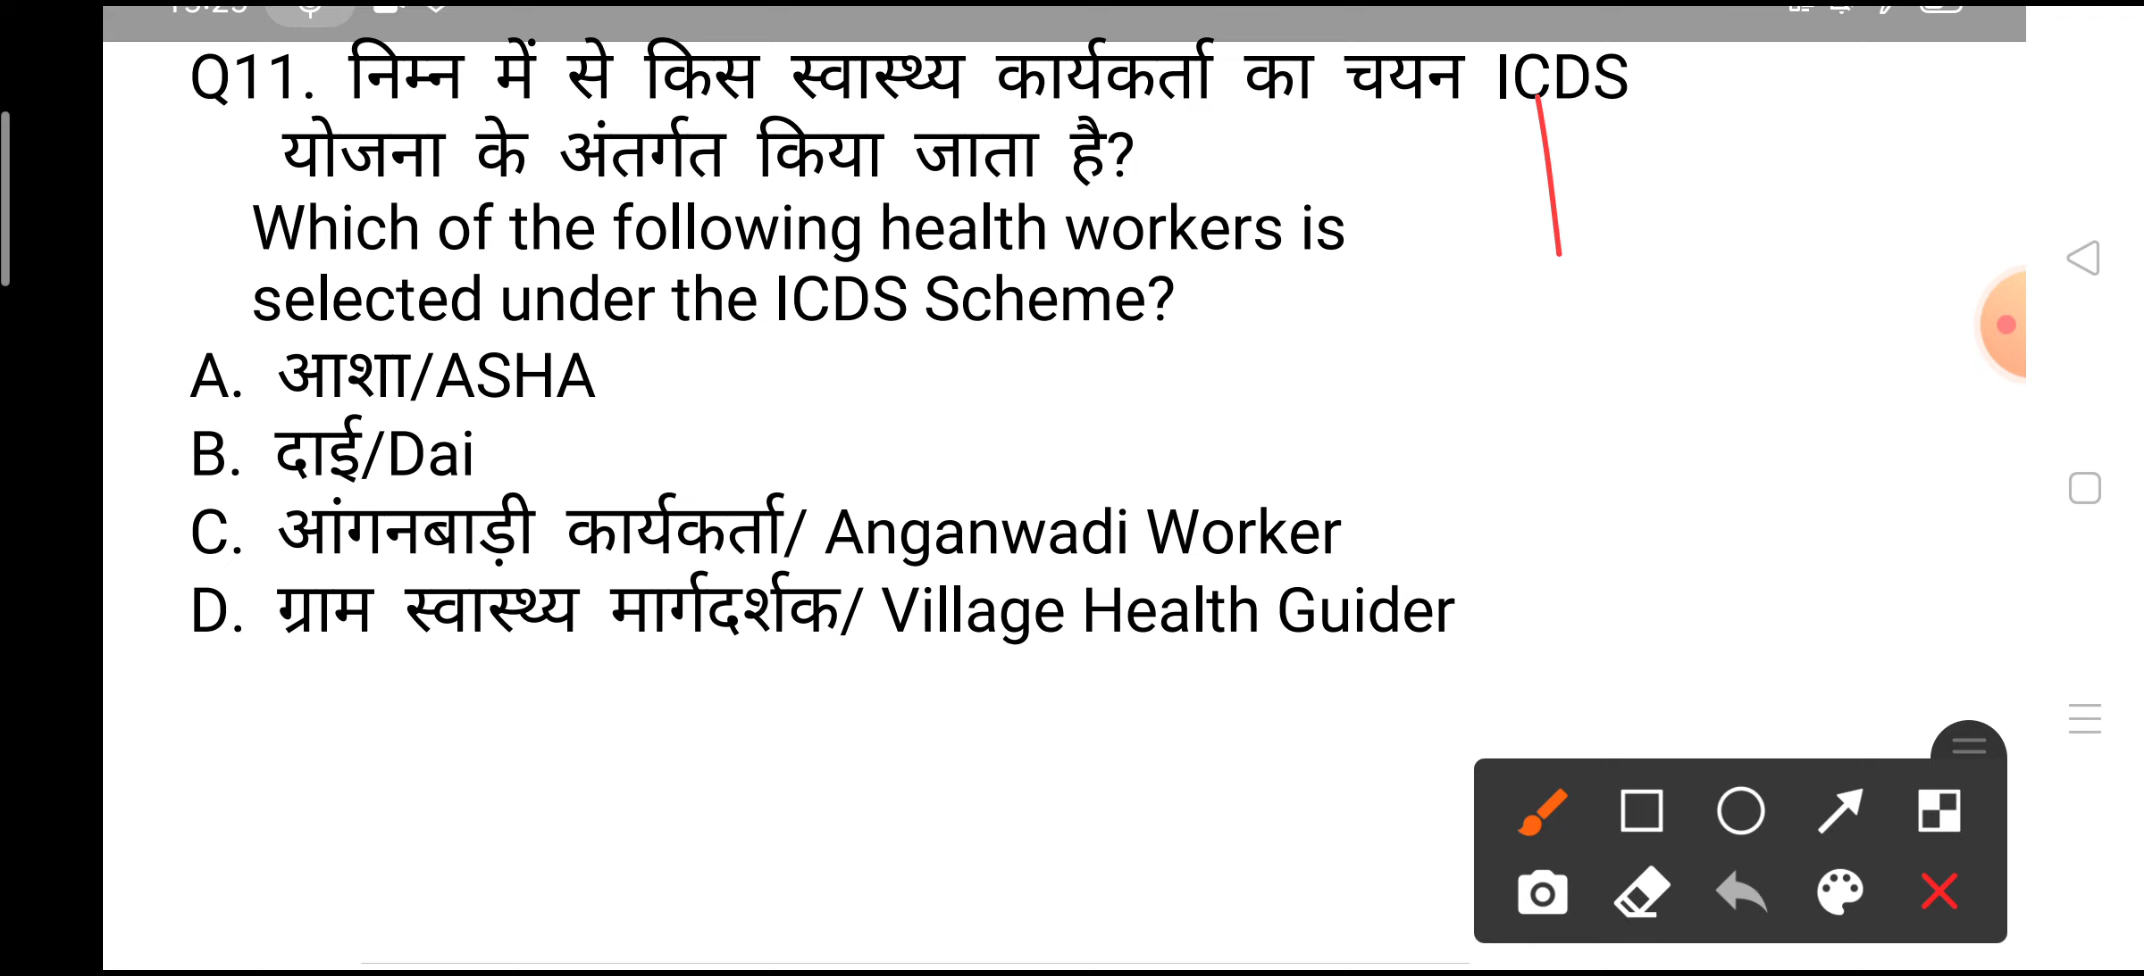 Q11. निम्न में से किस स्वास्थ्य कार्यकर्ता का चयन ICDS
योजना के अंतर्गत किया जाता है?
Which of the following health workers is
selected under the ICDS Scheme?
A. आशा/ASHA
B. दाई/Dai
C. आंगनबाड़ी कार्यकर्ता/ Anganwadi Worker
D. ग्राम स्वास्थ्य मार्गदर्शक/ Village Health Guider